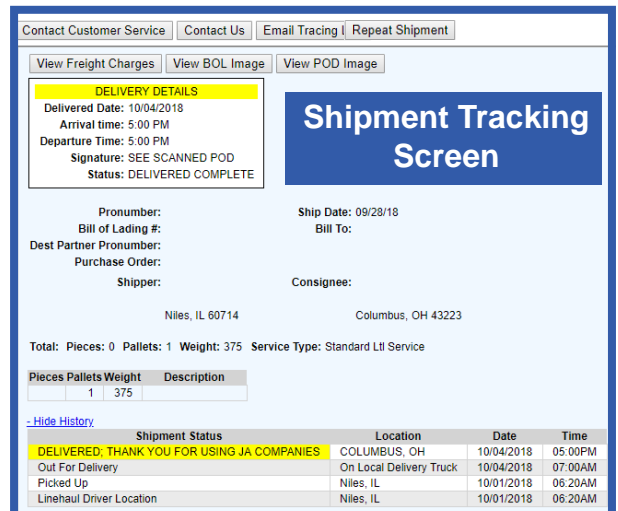 Contact Customer Service Contact Us Email Tracing Repeat Shipment
View Freight Charges View BOL Image View POD Image
DELIVERY DETAILS
Delivered Date: 10/04/2018
Arrival time: 5:00 PM
Departure Time: 5:00 PM
Signature: SEE SCANNED POD
Status: DELIVERED COMPLETE
Shipment Tracking
Screen
Pronumber: Ship Date: 09/28/18
Bill of Lading #: Bill To:
Dest Partner Pronumber:
Purchase Order:
Shipper: Consignee:
Niles, IL 60714 Columbus, OH 43223
Total: Pieces: 0 Pallets: 1 Weight: 375 Service Type: Standard Ltl Service
Pieces Pallets Weight Description
1 375
- Hide History
Shipment Status Location Date Time
DELIVERED; THANK YOU FOR USING JA COMPANIES COLUMBUS, OH 10/04/2018 05:00PM
Out For Delivery On Local Delivery Truck 10/04/2018 07:00AM
Picked Up Niles, IL 10/01/2018 06:20AM
Linehaul Driver Location Niles, IL 10/01/2018 06:20AM